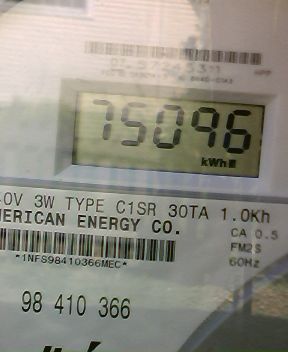 75096
kWh
0V 3W TYPE C1SR 30TA 1.0Kh
MERICAN ENERGY CO.
CA 0.5
FM2S
*1NFS98410366MEC*
60Hz
98 410 366